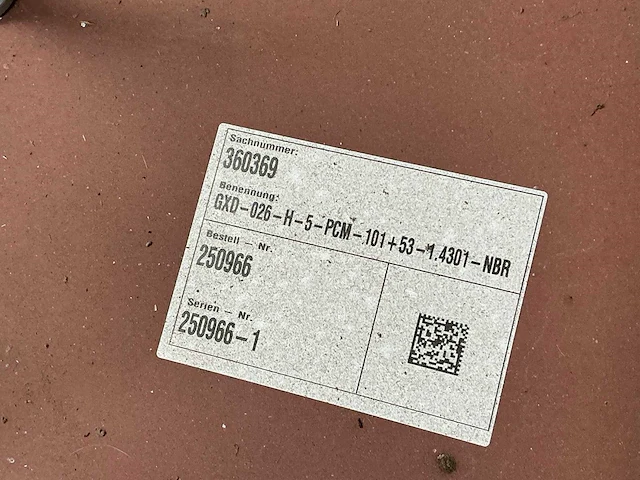 Sachnummer:
360369
Benennung:
GXD-026-H-5-PCM-101+53-1.4301-NBR
Bestell - Nr.
250966
Serien - Nr.
250966-1